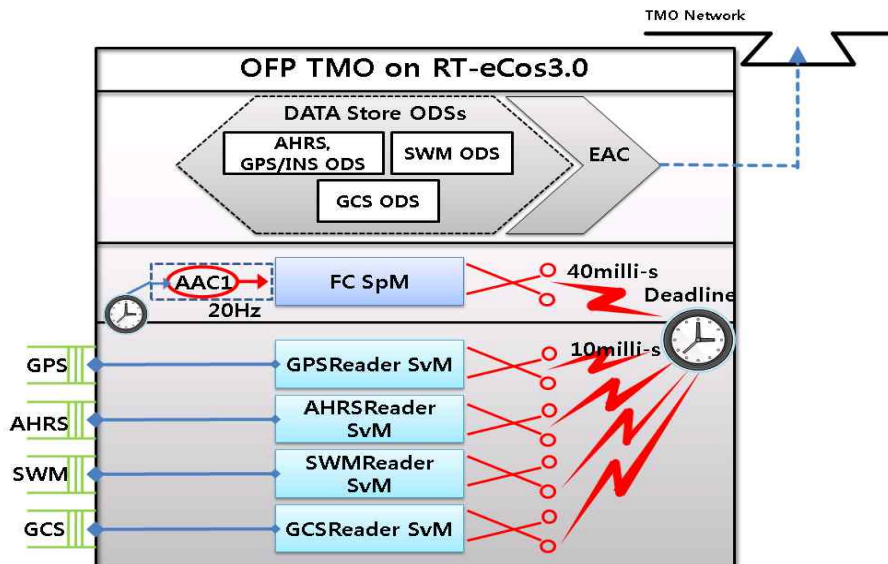 TMO Network
OFP TMO on RT-eCos3.0
DATA Store ODSs
AHRS,
GPS/INS ODS
SWM ODS
GCS ODS
EAC
AAC1
20Hz
FC SpM
40milli-s
Deadline
10milli-s
GPS
GPSReader SvM
AHRS
AHRSReader
SvM
SWM
SWMReader
SvM
GCS
GCSReader SvM